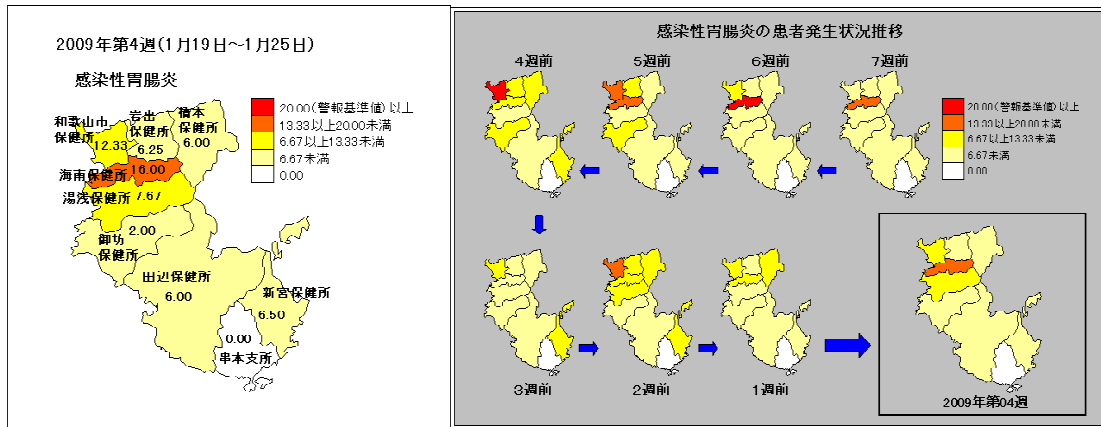 2009年第4週(1月19日～1月25日)
感染性胃腸炎
20.00(警報基準値)以上
13.33以上20.00未満
6.67以上13.33未満
6.67未満
0.00
和歌山市
保健所
12.33
岩出
保健所
6.25
橋本
保健所
6.00
海南保健所
16.00
湯浅保健所
7.67
2.00
御坊
保健所
田辺保健所
6.00
新宮保健所
6.50
0.00
串本支所
感染性胃腸炎の患者発生状況推移
4週前
5週前
6週前
7週前
20.00(警報基準値)以上
13.33以上20.00未満
6.67以上13.33未満
6.67未満
0.00
3週前
2週前
1週前
2009年第04週